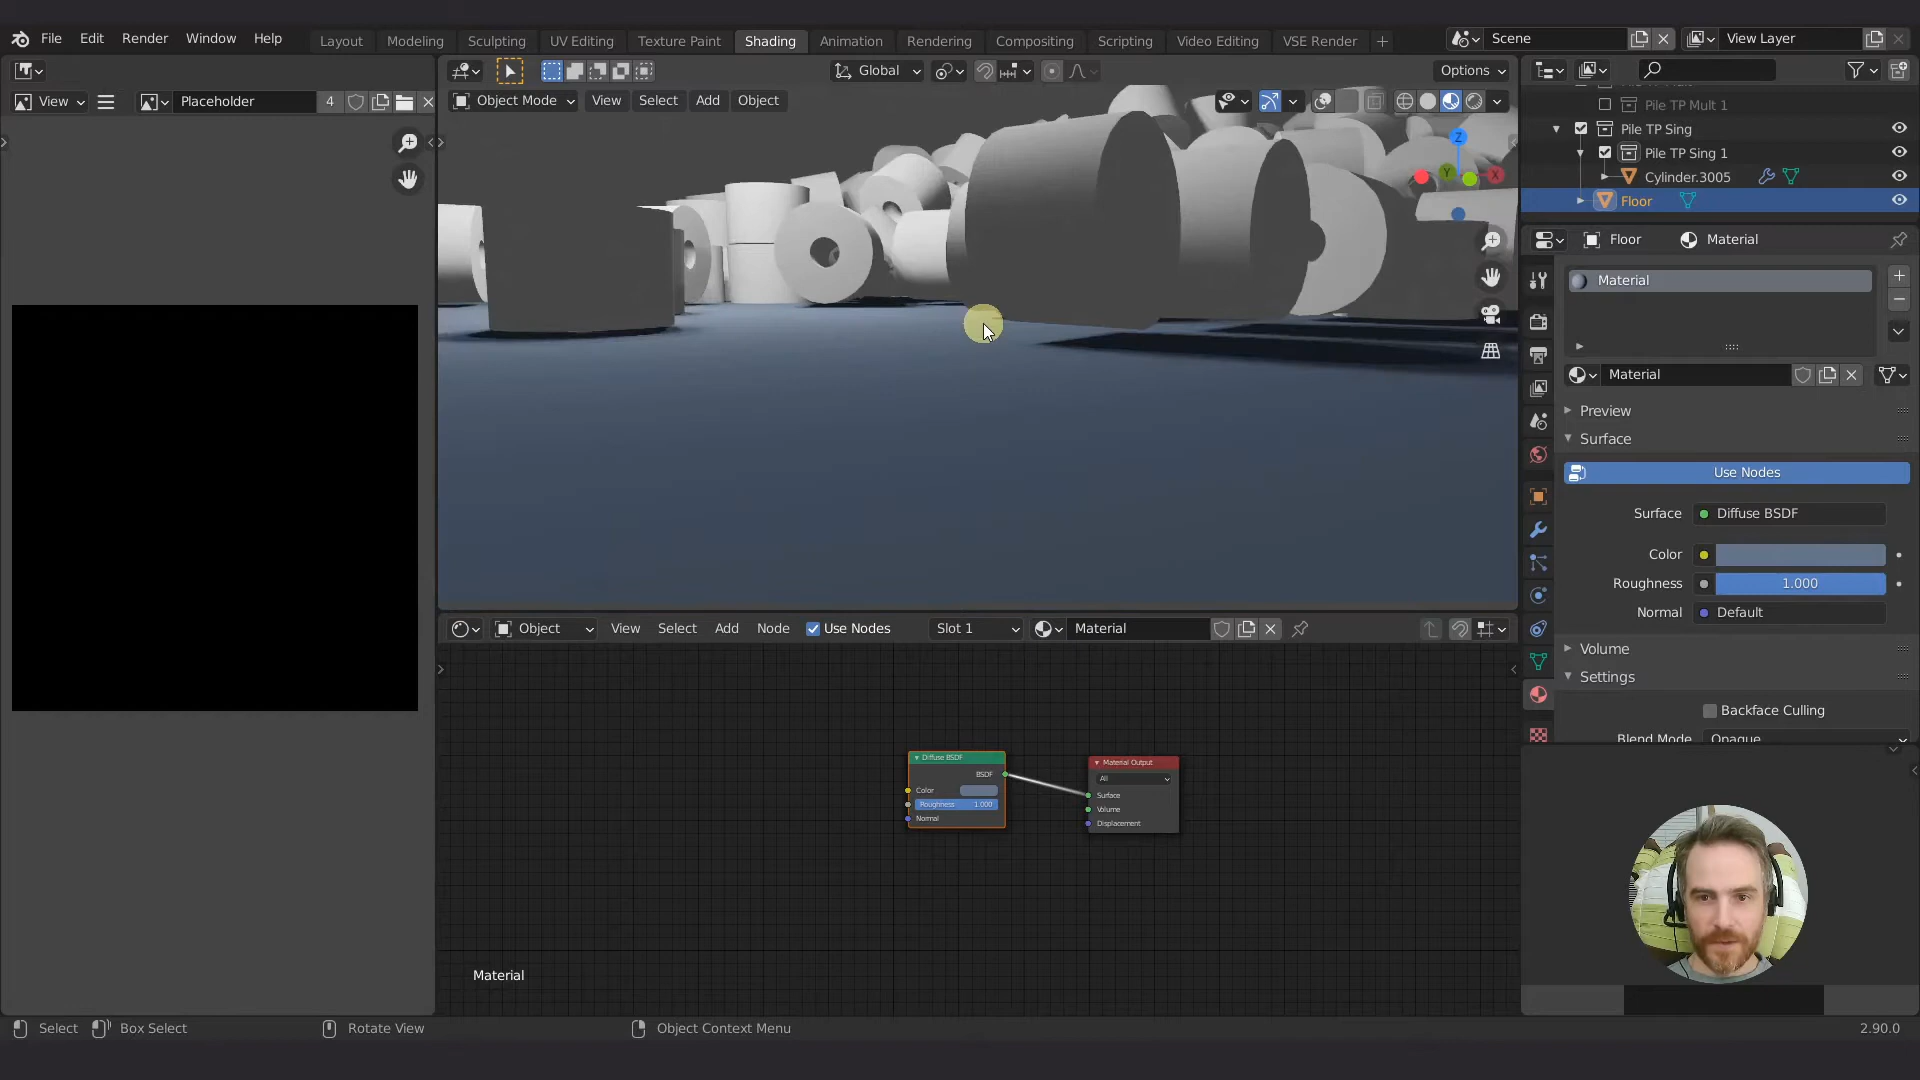 File Edit Render Window Help
Layout Modeling Sculpting UV Editing Texture Paint Shading Animation Rendering Compositing Scripting Video Editing VSE Render
Scene
View Layer
Global
Options
View
Placeholder
4
Object Mode View Select Add Object
Z
Y
X
Pile TP Mult 1
Pile TP Sing
Pile TP Sing 1
Cylinder.3005
Floor
Floor Material
Material
Material
Preview
Surface
Use Nodes
Surface Diffuse BSDF
Color
Roughness 1.000
Normal Default
Volume
Settings
Backface Culling
Blend Mode Opaque
Object View Select Add Node Use Nodes Slot 1 Material
Diffuse BSDF
BSDF
Color
Roughness 1.000
Normal
Material Output
All
Surface
Volume
Displacement
Material
Select Box Select Rotate View Object Context Menu 2.90.0